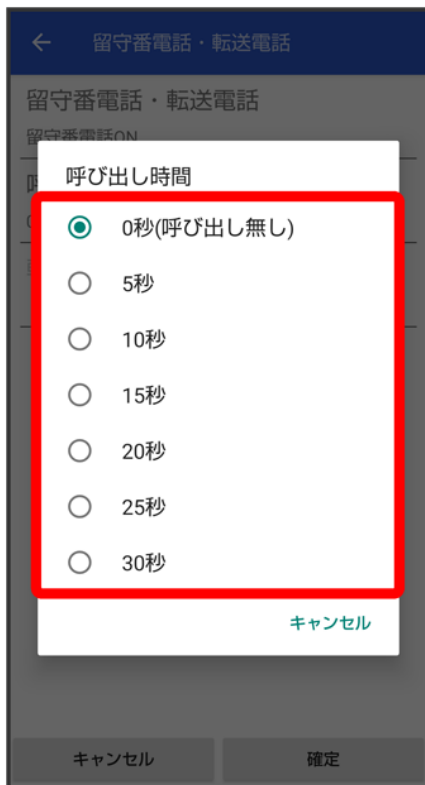 留守番電話・転送電話
留守番電話・転送電話
留守番電話ON
呼び出し時間
0秒(呼び出し無し)
5秒
10秒
15秒
20秒
25秒
30秒
キャンセル
キャンセル
確定